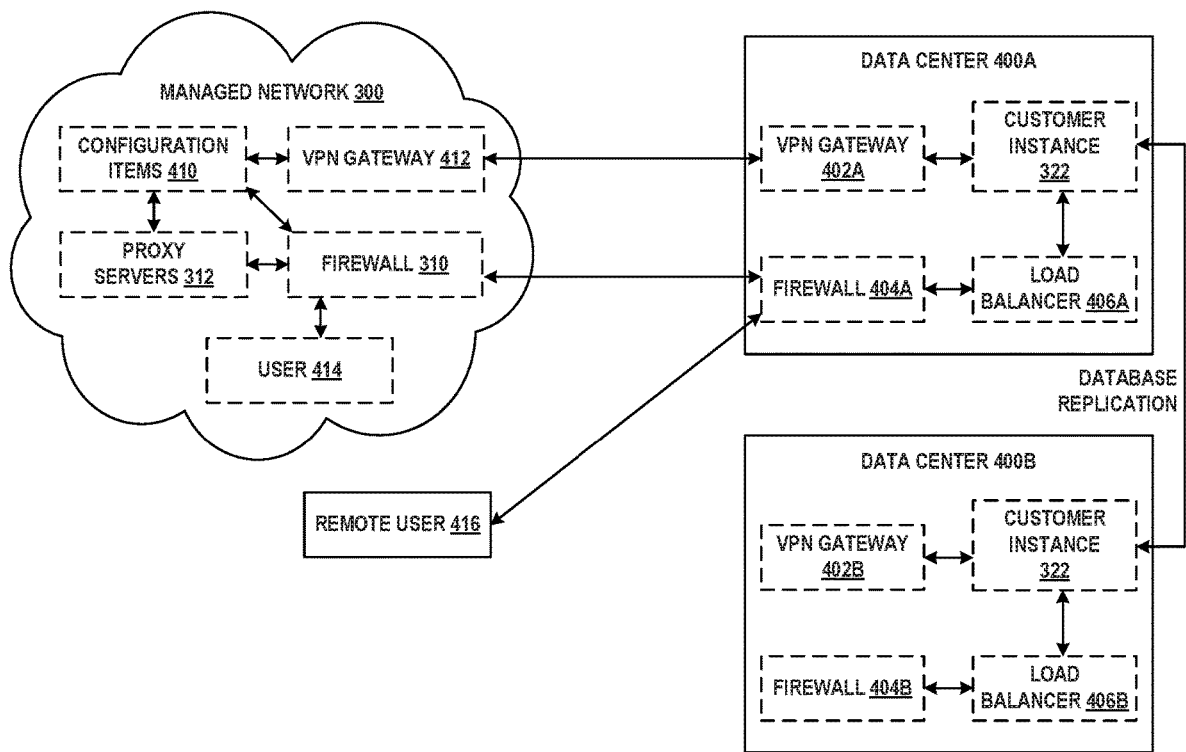 MANAGED NETWORK 300
CONFIGURATION
ITEMS 410
VPN GATEWAY 412
PROXY
SERVERS 312
FIREWALL 310
USER 414
REMOTE USER 416
DATA CENTER 400A
VPN GATEWAY
402A
CUSTOMER
INSTANCE
322
FIREWALL 404A
LOAD
BALANCER 406A
DATABASE
REPLICATION
DATA CENTER 400B
VPN GATEWAY
402B
CUSTOMER
INSTANCE
322
FIREWALL 404B
LOAD
BALANCER 406B